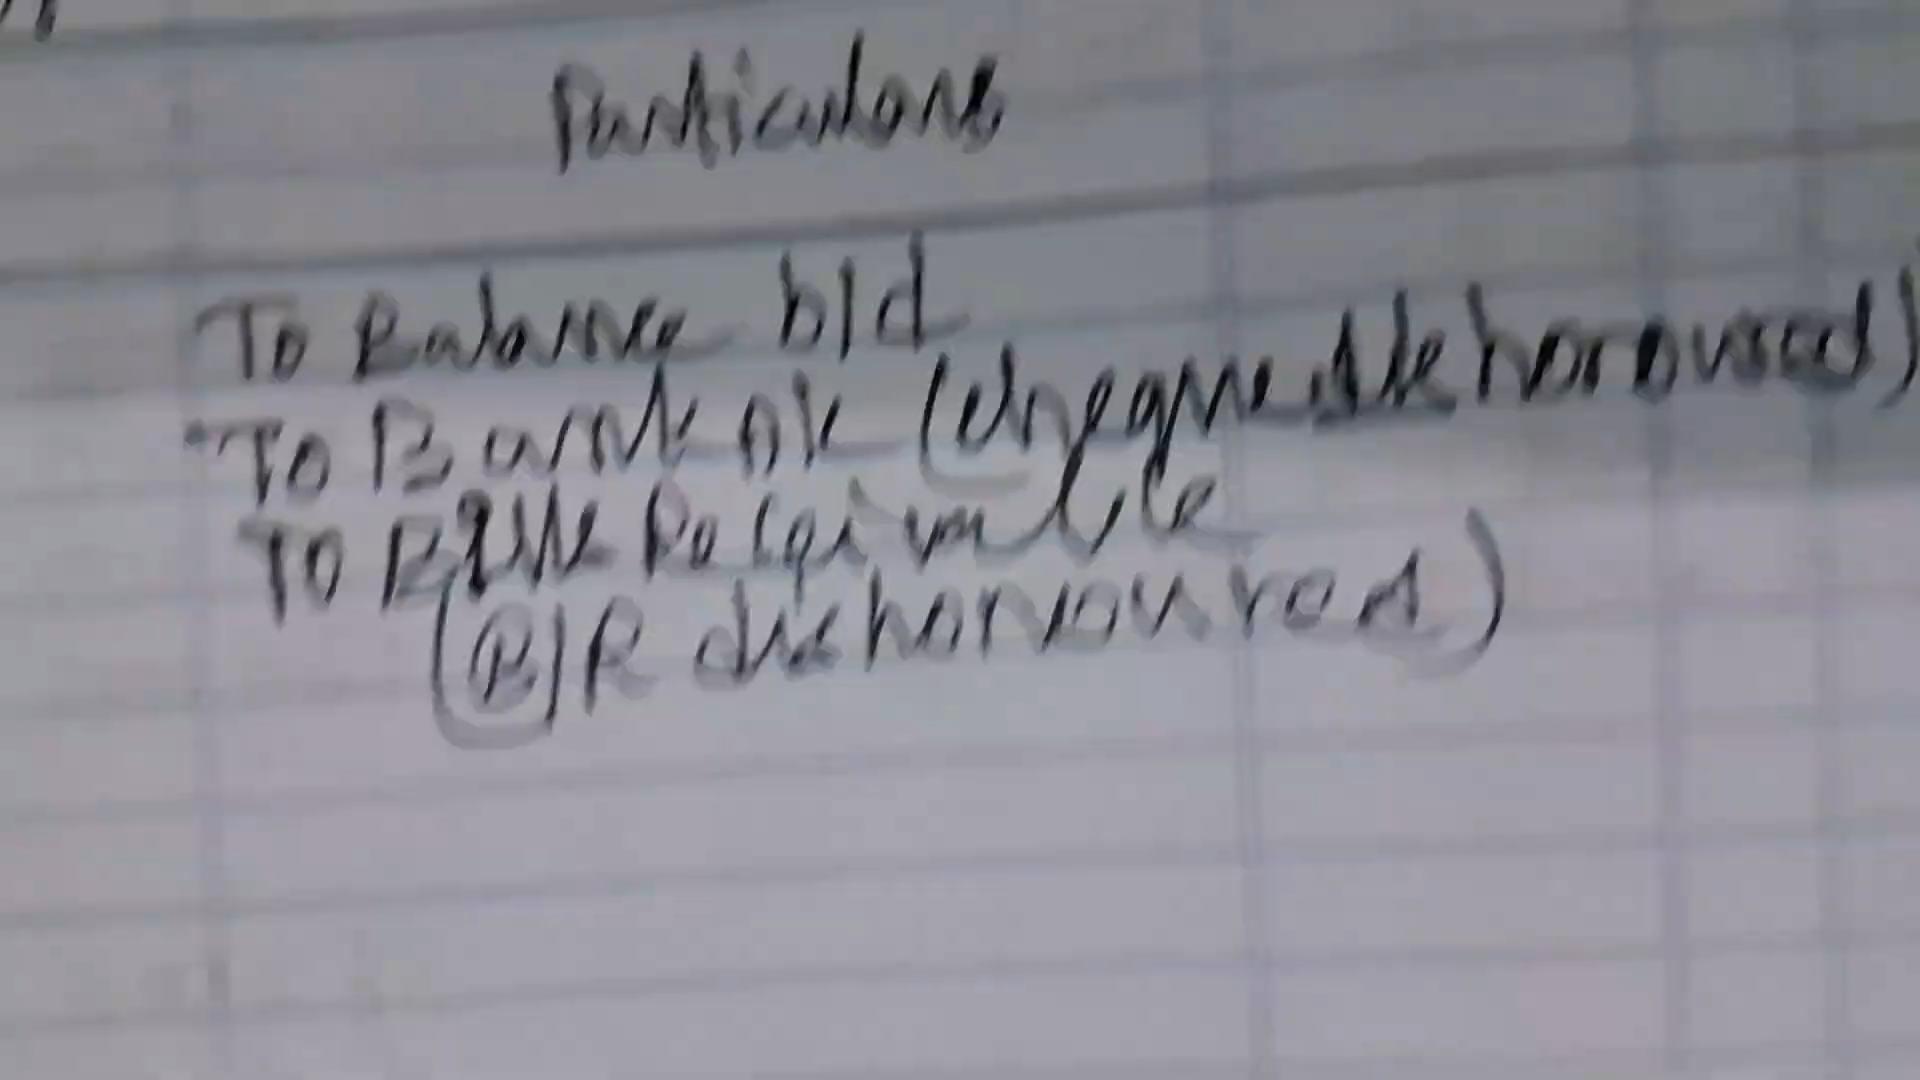 Particulars
To Balance b/d
To Bank A/c (cheque dishonoured)
To Bills Receivable
(B/R dishonoured)